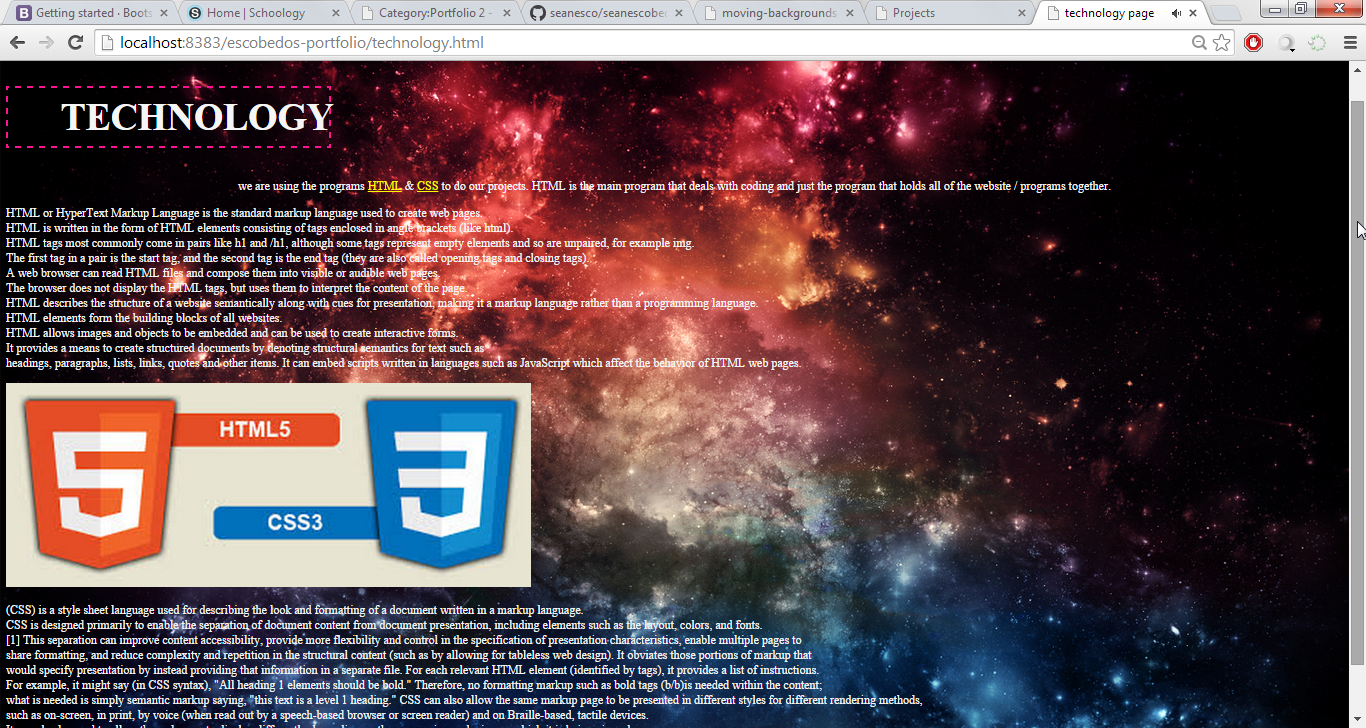 Getting started · Boots
Home | Schoology
Category:Portfolio 2 -
seanesco/seanescobe
moving-backgrounds
Projects
technology page
localhost:8383/escobedos-portfolio/technology.html
TECHNOLOGY
we are using the programs HTML & CSS to do our projects. HTML is the main program that deals with coding and just the program that holds all of the website / programs together.
HTML or HyperText Markup Language is the standard markup language used to create web pages.
HTML is written in the form of HTML elements consisting of tags enclosed in angle brackets (like html).
HTML tags most commonly come in pairs like h1 and /h1, although some tags represent empty elements and so are unpaired, for example img.
The first tag in a pair is the start tag, and the second tag is the end tag (they are also called opening tags and closing tags).
A web browser can read HTML files and compose them into visible or audible web pages.
The browser does not display the HTML tags, but uses them to interpret the content of the page.
HTML describes the structure of a website semantically along with cues for presentation, making it a markup language rather than a programming language.
HTML elements form the building blocks of all websites.
HTML allows images and objects to be embedded and can be used to create interactive forms.
It provides a means to create structured documents by denoting structural semantics for text such as
headings, paragraphs, lists, links, quotes and other items. It can embed scripts written in languages such as JavaScript which affect the behavior of HTML web pages.
HTML5
CSS3
(CSS) is a style sheet language used for describing the look and formatting of a document written in a markup language.
CSS is designed primarily to enable the separation of document content from document presentation, including elements such as the layout, colors, and fonts.
[1] This separation can improve content accessibility, provide more flexibility and control in the specification of presentation characteristics, enable multiple pages to
share formatting, and reduce complexity and repetition in the structural content (such as by allowing for tableless web design). It obviates those portions of markup that
would specify presentation by instead providing that information in a separate file. For each relevant HTML element (identified by tags), it provides a list of instructions.
For example, it might say (in CSS syntax), "All heading 1 elements should be bold." Therefore, no formatting markup such as bold tags (b/b)is needed within the content;
what is needed is simply semantic markup saying, "this text is a level 1 heading." CSS can also allow the same markup page to be presented in different styles for different rendering methods,
such as on-screen, in print, by voice (when read out by a speech-based browser or screen reader) and on Braille-based, tactile devices.